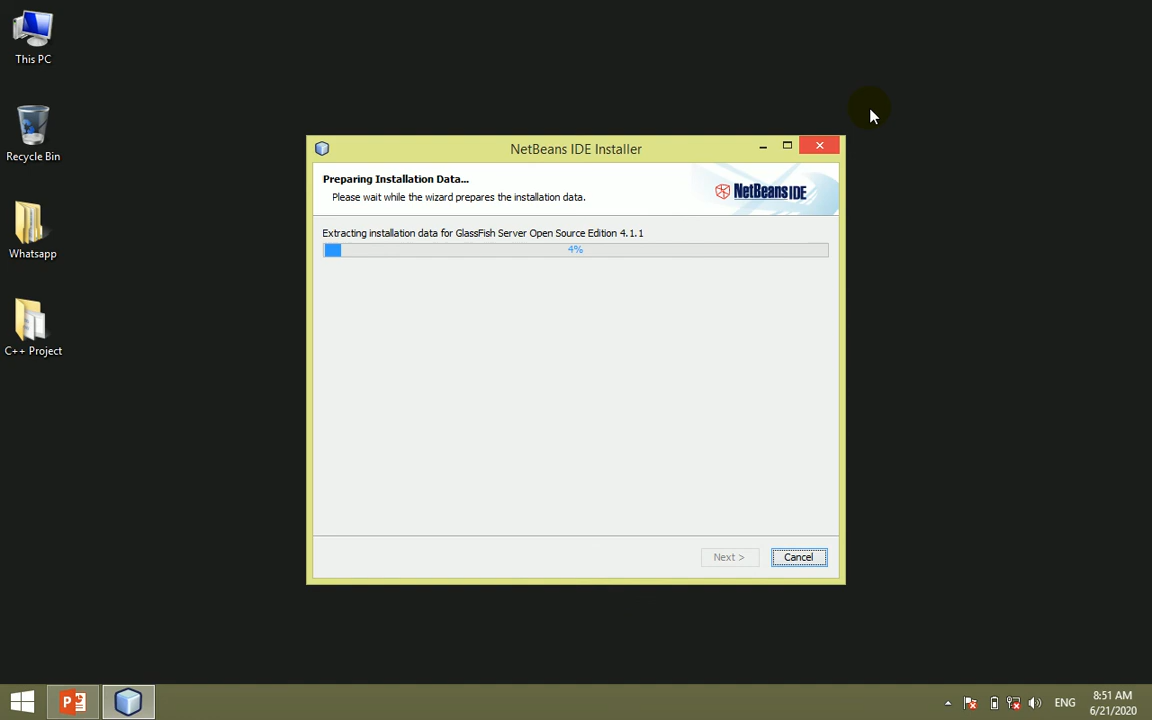 This PC
Recycle Bin
Whatsapp
C++ Project
NetBeans IDE Installer
Preparing Installation Data...
Please wait while the wizard prepares the installation data.
NetBeans IDE
Extracting installation data for GlassFish Server Open Source Edition 4.1.1
4%
Next >
Cancel
ENG
8:51 AM
6/21/2020